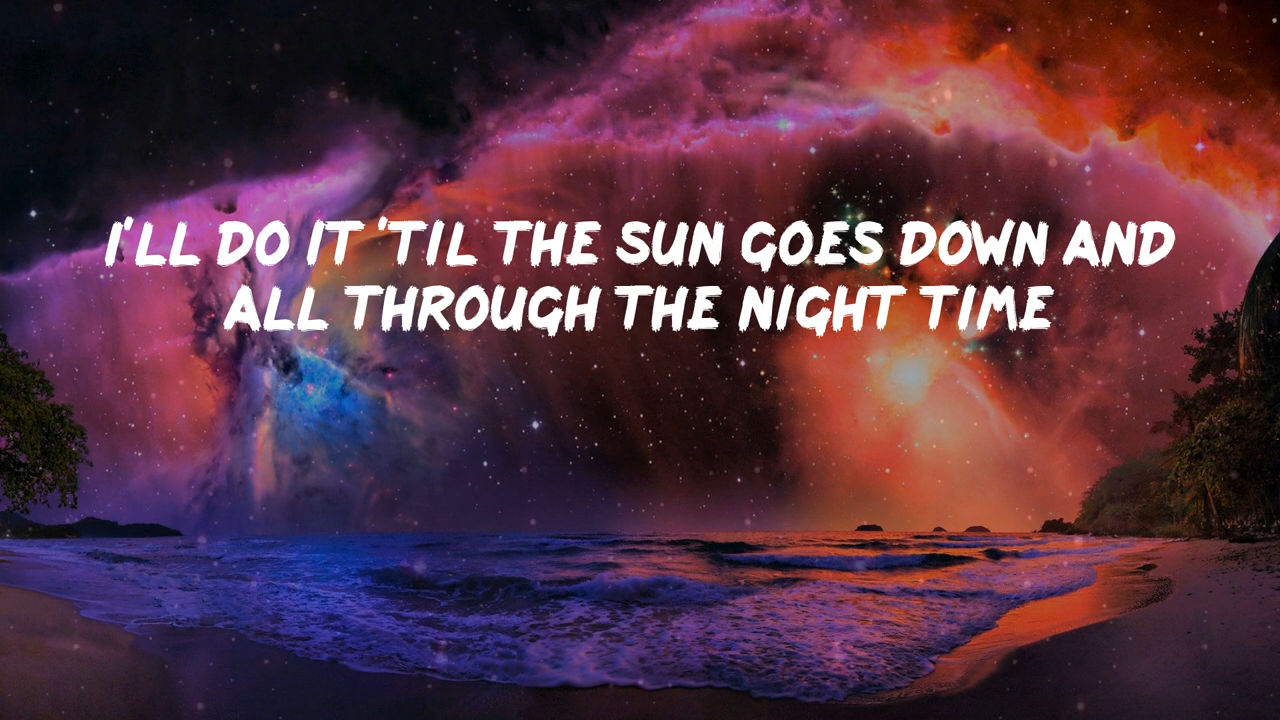 I'LL DO IT 'TIL THE SUN GOES DOWN AND
ALL THROUGH THE NIGHT TIME